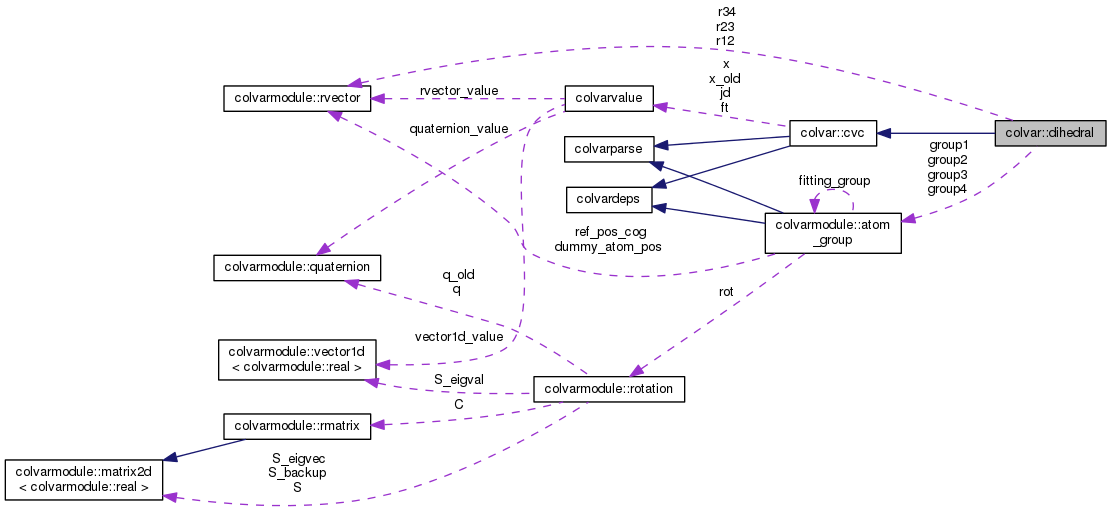 r34
r23
r12
x
x_old
jd
ft
colvarmodule::rvector
rvector_value
colvarvalue
quaternion_value
colvar::cvc
colvar::dihedral
colvarparse
group1
group2
group3
group4
fitting_group
colvardeps
colvarmodule::atom
_group
ref_pos_cog
dummy_atom_pos
colvarmodule::quaternion
q_old
q
rot
vector1d_value
colvarmodule::vector1d
< colvarmodule::real >
S_eigval
colvarmodule::rotation
C
colvarmodule::rmatrix
S_eigvec
S_backup
S
colvarmodule::matrix2d
< colvarmodule::real >